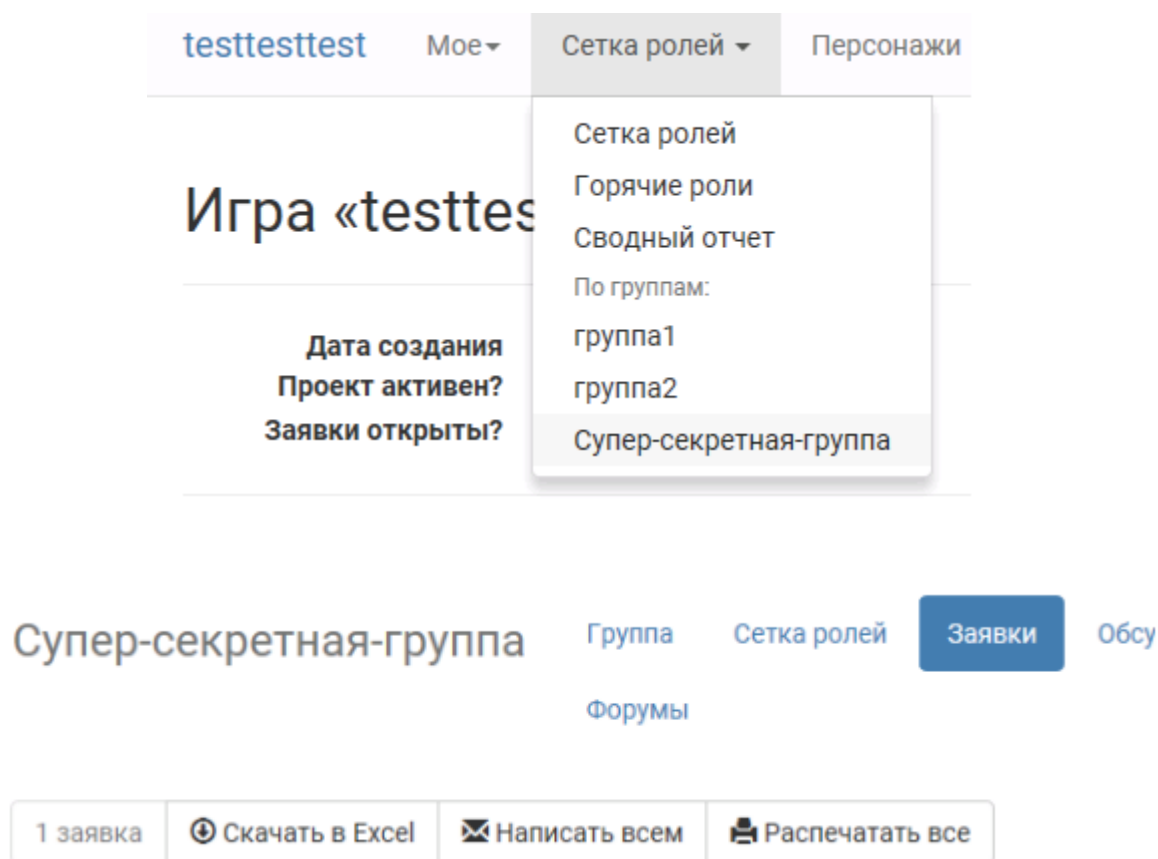 testtesttest Мое Сетка ролей Персонажи
Сетка ролей
Горячие роли
Игра «testtes
Сводный отчет
По группам:
Дата создания группа1
Проект активен? группа2
Заявки открыты? Супер-секретная-группа
Супер-секретная-группа Группа Сетка ролей Заявки Обсу
Форумы
1 заявка Скачать в Excel Написать всем Распечатать все